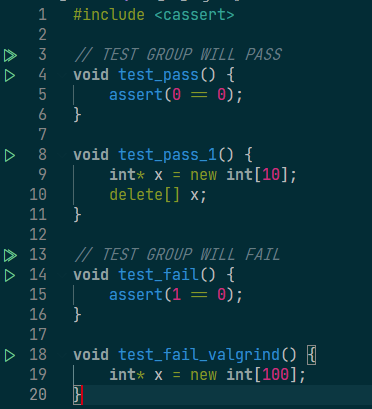 1 #include <cassert>
2
3 // TEST GROUP WILL PASS
4 void test_pass() {
5     assert(0 == 0);
6 }
7
8 void test_pass_1() {
9     int* x = new int[10];
10     delete[] x;
11 }
12
13 // TEST GROUP WILL FAIL
14 void test_fail() {
15     assert(1 == 0);
16 }
17
18 void test_fail_valgrind() {
19     int* x = new int[100];
20 }